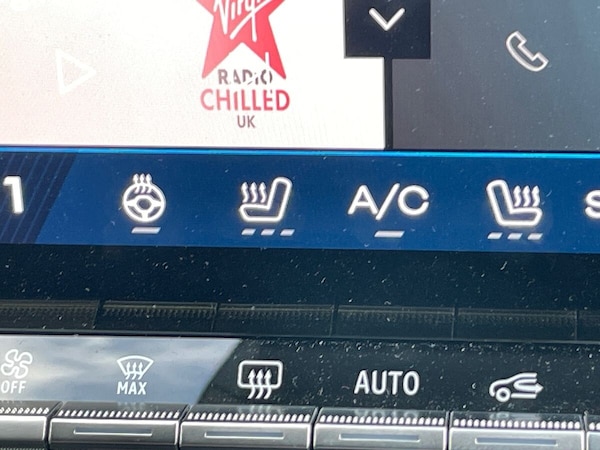 Virgin
RADIO
CHILLED
UK
1
A/C
S
OFF
MAX
AUTO